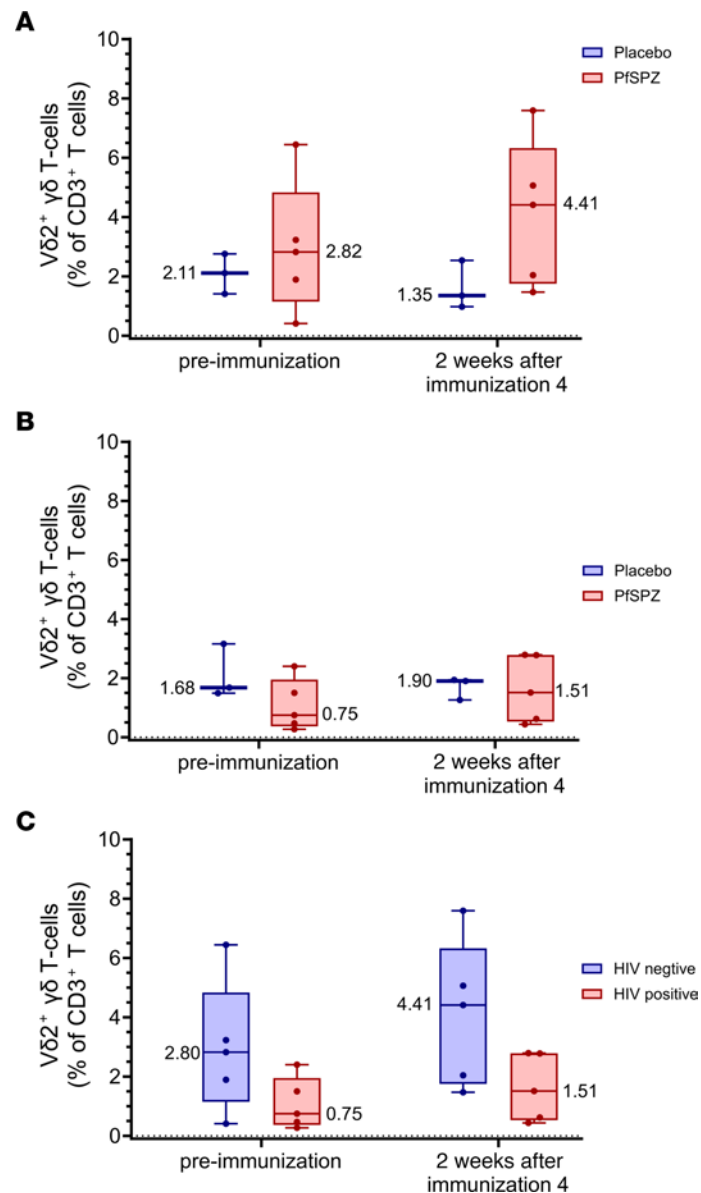 A
Vδ2⁺ γδ T-cells
(% of CD3⁺ T cells)
10
8
6
4
2
0
Placebo
PfSPZ
2.11
2.82
1.35
4.41
pre-immunization
2 weeks after
immunization 4
B
Vδ2⁺ γδ T-cells
(% of CD3⁺ T cells)
10
8
6
4
2
0
Placebo
PfSPZ
1.68
0.75
1.90
1.51
pre-immunization
2 weeks after
immunization 4
C
Vδ2⁺ γδ T-cells
(% of CD3⁺ T cells)
10
8
6
4
2
0
HIV negtive
HIV positive
2.80
0.75
4.41
1.51
pre-immunization
2 weeks after
immunization 4